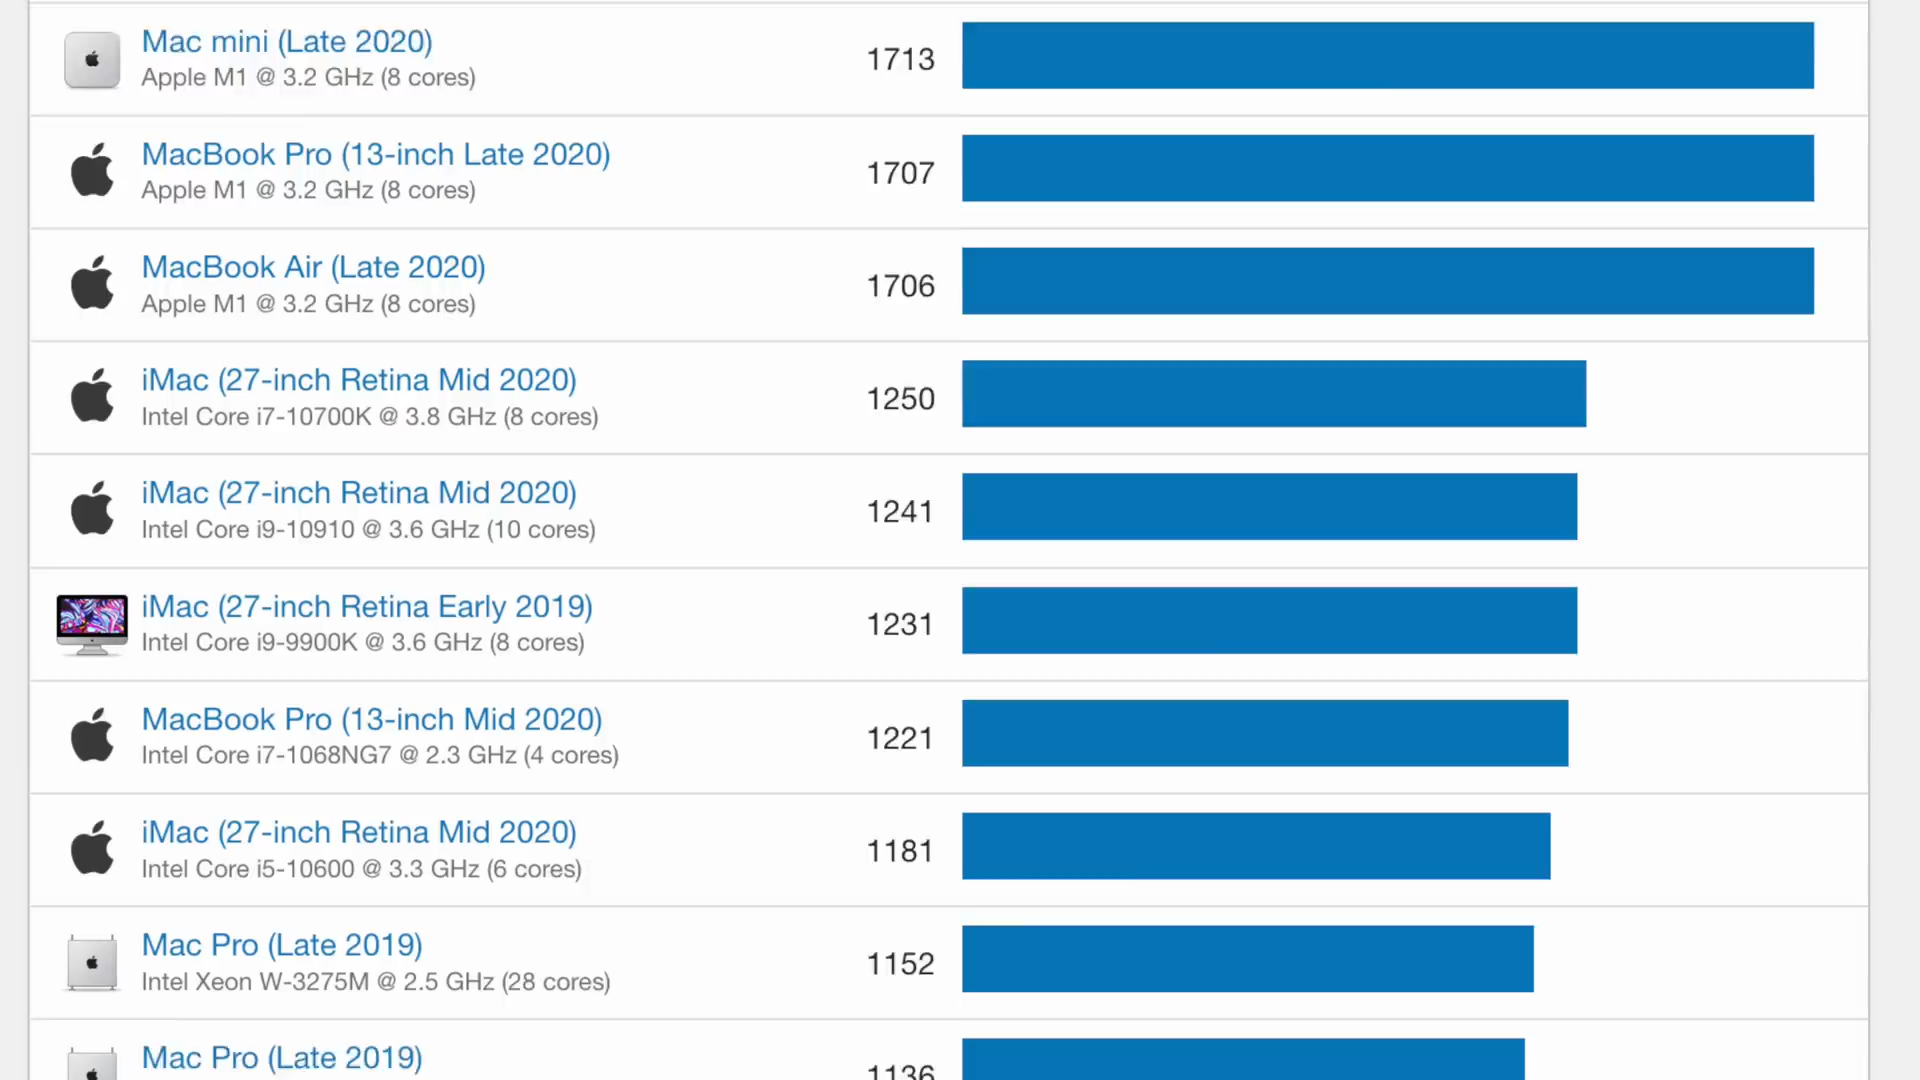 Mac mini (Late 2020)
Apple M1 @ 3.2 GHz (8 cores)
1713
MacBook Pro (13-inch Late 2020)
Apple M1 @ 3.2 GHz (8 cores)
1707
MacBook Air (Late 2020)
Apple M1 @ 3.2 GHz (8 cores)
1706
iMac (27-inch Retina Mid 2020)
Intel Core i7-10700K @ 3.8 GHz (8 cores)
1250
iMac (27-inch Retina Mid 2020)
Intel Core i9-10910 @ 3.6 GHz (10 cores)
1241
iMac (27-inch Retina Early 2019)
Intel Core i9-9900K @ 3.6 GHz (8 cores)
1231
MacBook Pro (13-inch Mid 2020)
Intel Core i7-1068NG7 @ 2.3 GHz (4 cores)
1221
iMac (27-inch Retina Mid 2020)
Intel Core i5-10600 @ 3.3 GHz (6 cores)
1181
Mac Pro (Late 2019)
Intel Xeon W-3275M @ 2.5 GHz (28 cores)
1152
Mac Pro (Late 2019)
1136